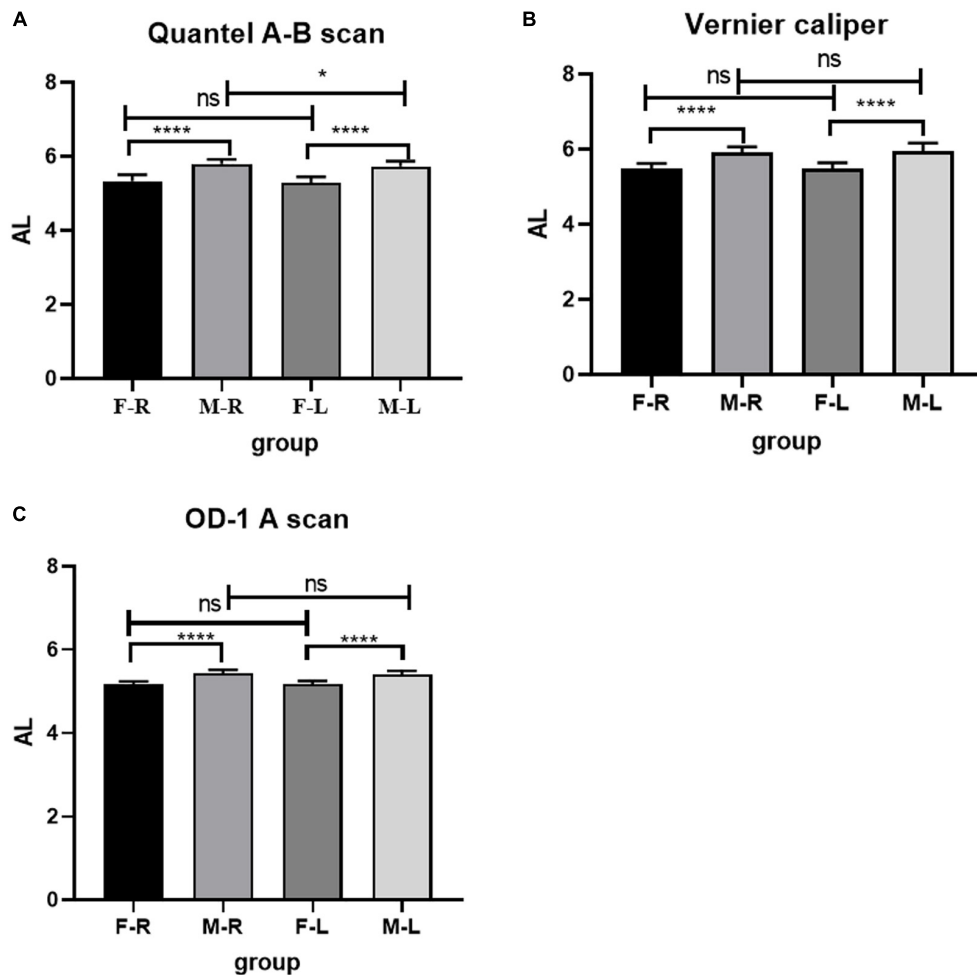 A
Quantel A-B scan
8
6
4
2
0
AL
*
ns
****
****
F-R M-R F-L M-L
group
B
Vernier caliper
8
6
4
2
0
AL
ns
ns
****
****
F-R M-R F-L M-L
group
C
OD-1 A scan
8
6
4
2
0
AL
ns
ns
****
****
F-R M-R F-L M-L
group